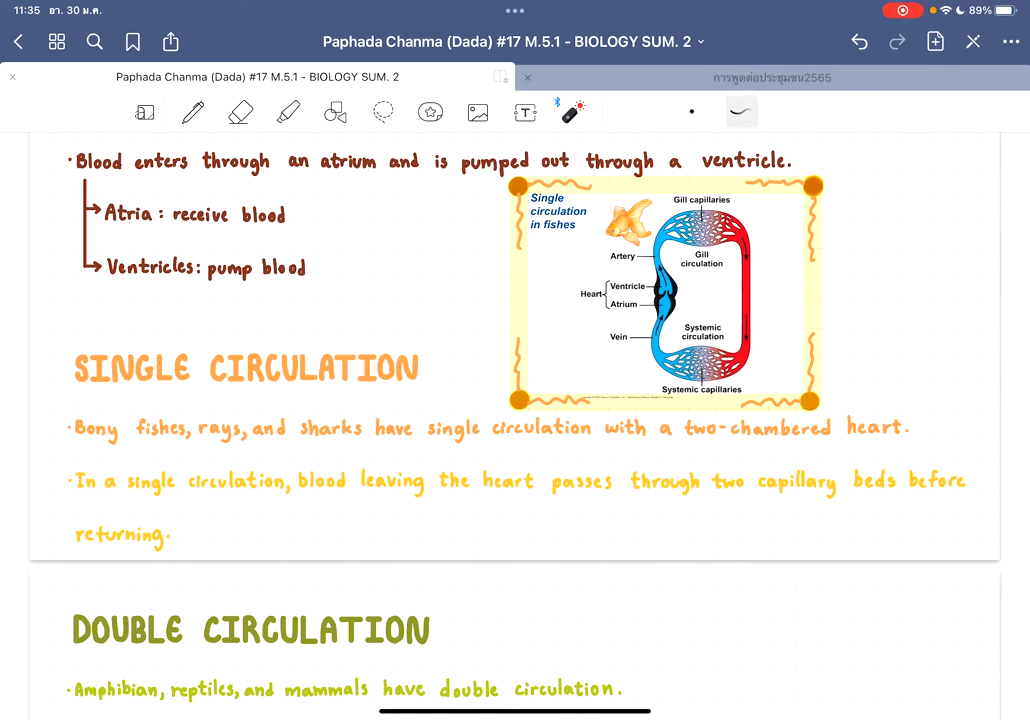 11:35 อา. 30 ม.ค.
89%
Paphada Chanma (Dada) #17 M.5.1 - BIOLOGY SUM. 2
Paphada Chanma (Dada) #17 M.5.1 - BIOLOGY SUM. 2
การพูดต่อประชุมชน2565
· Blood enters through an atrium and is pumped out through a ventricle.
Atria : receive blood
Ventricles : pump blood
Single circulation in fishes
Gill capillaries
Artery
Gill circulation
Heart
Ventricle
Atrium
Vein
Systemic circulation
Systemic capillaries
SINGLE CIRCULATION
· Bony fishes, rays, and sharks have single circulation with a two-chambered heart.
· In a single circulation, blood leaving the heart passes through two capillary beds before
returning.
DOUBLE CIRCULATION
· Amphibian, reptiles, and mammals have double circulation.